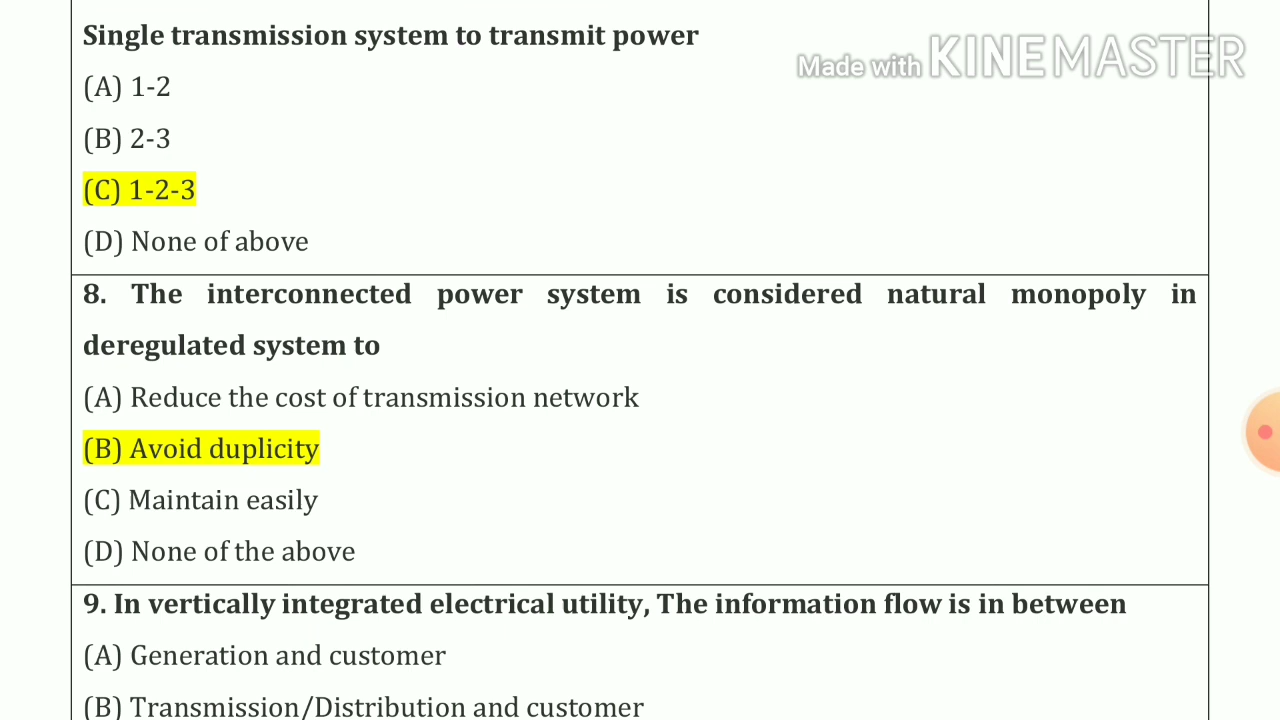 Single transmission system to transmit power
Made with KINEMASTER
(A) 1-2
(B) 2-3
(C) 1-2-3
(D) None of above
8. The interconnected power system is considered natural monopoly in
deregulated system to
(A) Reduce the cost of transmission network
(B) Avoid duplicity
(C) Maintain easily
(D) None of the above
9. In vertically integrated electrical utility, The information flow is in between
(A) Generation and customer
(B) Transmission/Distribution and customer